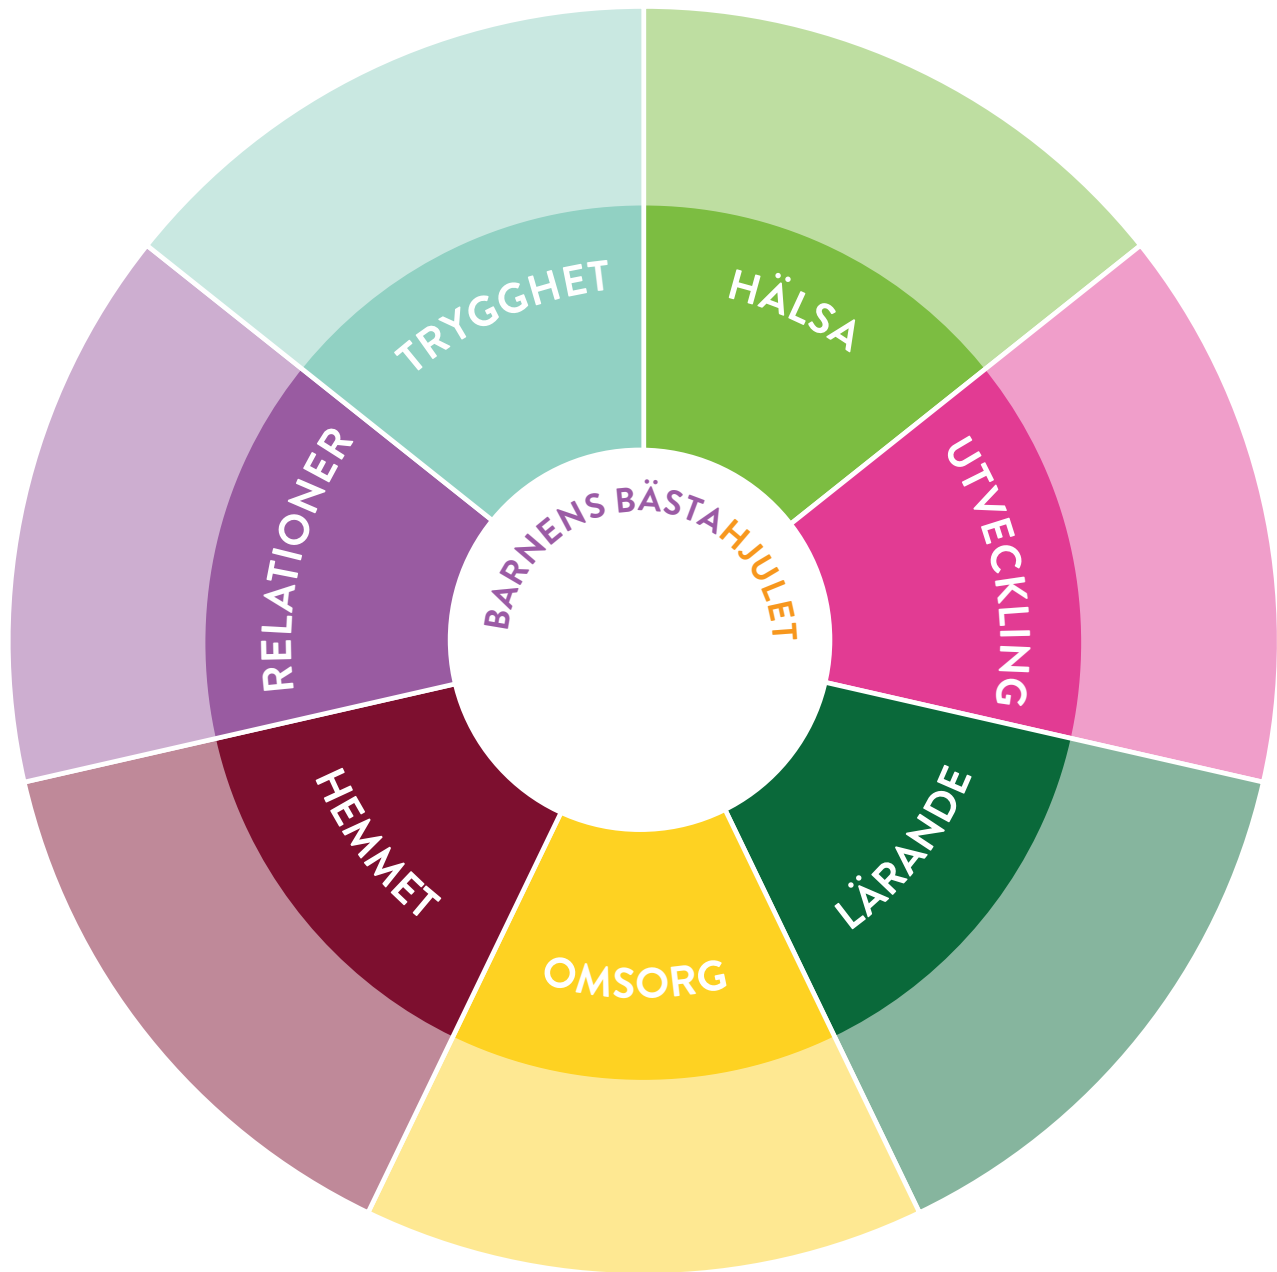 BARNENS BÄSTAHJULET
HÄLSA
UTVECKLING
LÄRANDE
OMSORG
HEMMET
RELATIONER
TRYGGHET